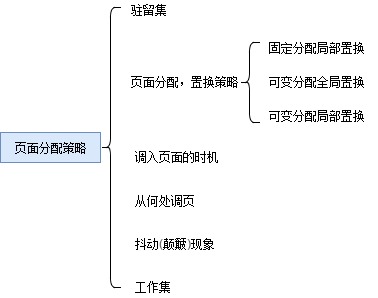 驻留集
固定分配局部置换
页面分配，置换策略
可变分配全局置换
可变分配局部置换
页面分配策略
调入页面的时机
从何处调页
抖动(颠簸)现象
工作集